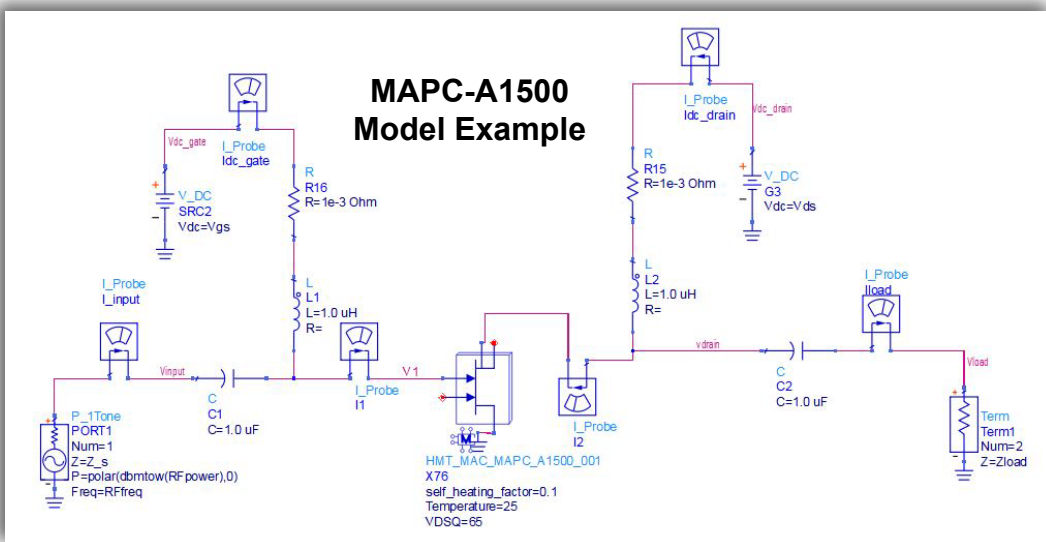 MAPC-A1500
Model Example
I_Probe
Idc_gate
Vdc_gate
V_DC
SRC2
Vdc=Vgs
R
R16
R=1e-3 Ohm
I_Probe
I_input
L
L1
L=1.0 uH
R=
Vinput
C
C1
C=1.0 uF
P_1Tone
PORT1
Num=1
Z=Z_s
P=polar(dbmtow(RFpower),0)
Freq=RFfreq
I_Probe
I1
V1
M
HMT_MAC_MAPC_A1500_001
X76
self_heating_factor=0.1
Temperature=25
VDSQ=65
I_Probe
I2
I_Probe
Idc_drain
Vdc_drain
R
R15
R=1e-3 Ohm
V_DC
G3
Vdc=Vds
L
L2
L=1.0 uH
R=
vdrain
C
C2
C=1.0 uF
I_Probe
Iload
Vload
Term
Term1
Num=2
Z=Zload